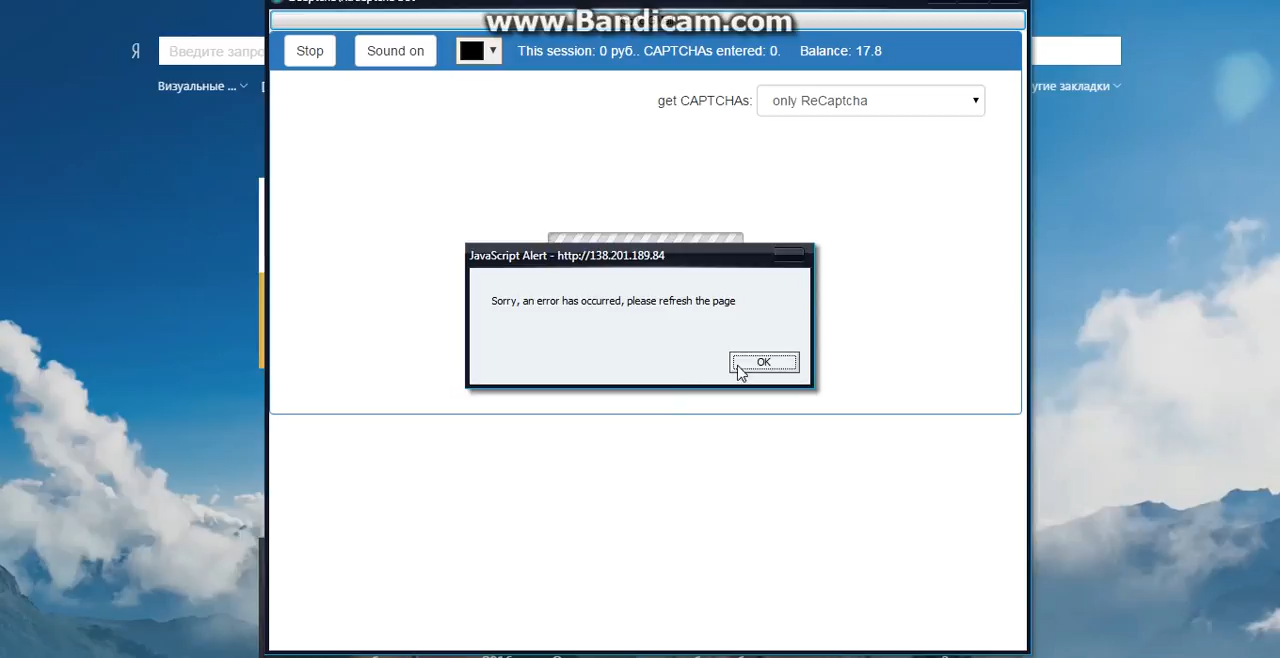 www.Bandicam.com
Я
Введите запро
Stop
Sound on
This session: 0 руб.. CAPTCHAs entered: 0.
Balance: 17.8
Визуальные ...
закладки
get CAPTCHAs:
only ReCaptcha
JavaScript Alert - http://138.201.189.84
Sorry, an error has occurred, please refresh the page
OK